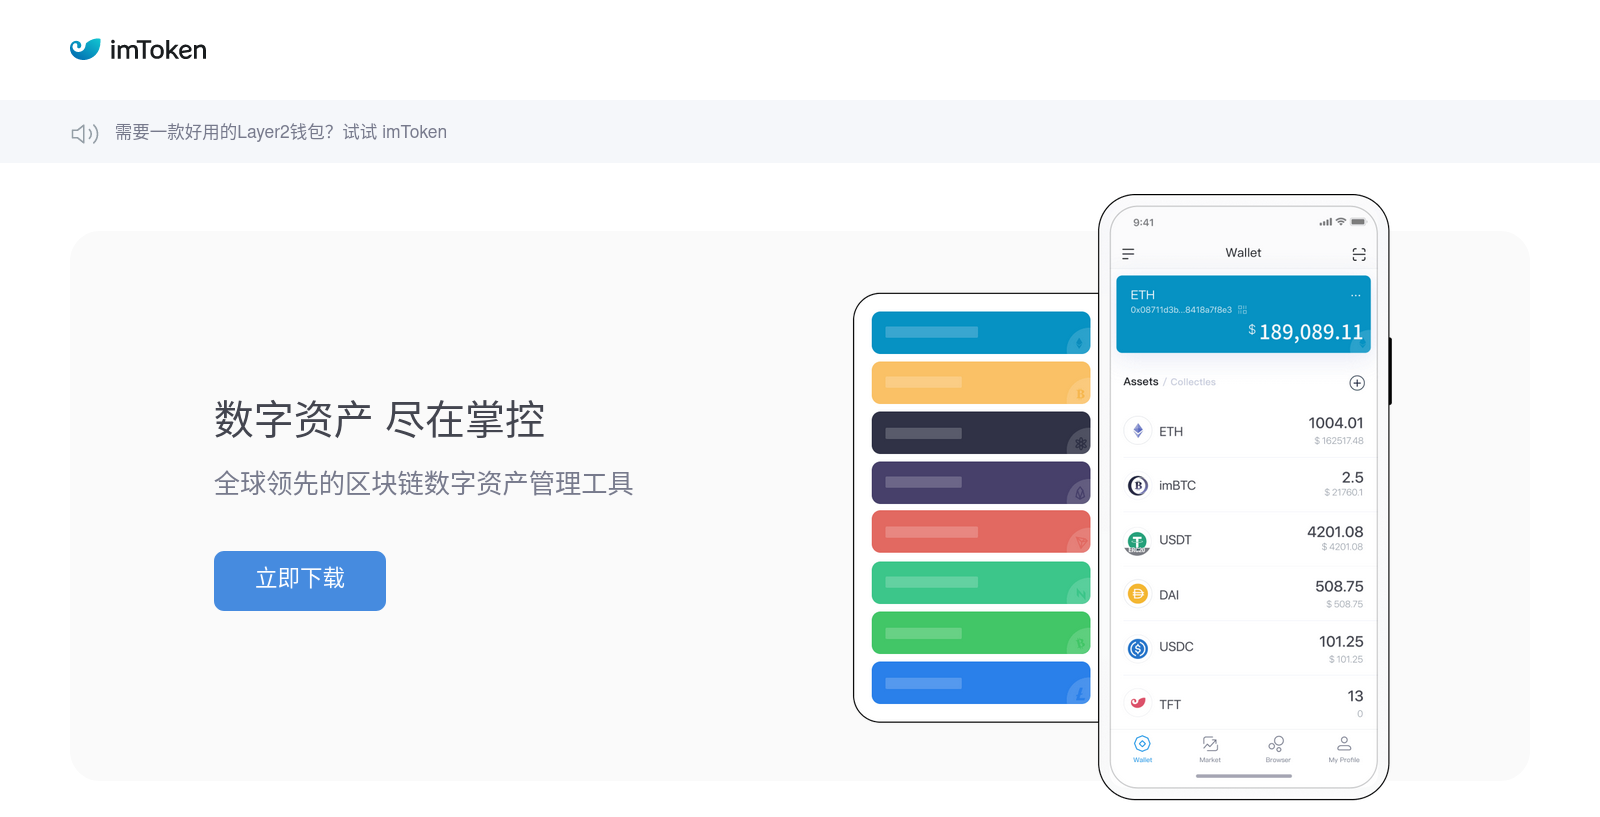 imToken
需要一款好用的Layer2钱包？试试 imToken
数字资产 尽在掌控
全球领先的区块链数字资产管理工具
立即下载
9:41
Wallet
ETH
0x08711d3b...8418a7f8e3
$ 189,089.11
Assets / Collectles
ETH 1004.01
$ 162517.48
imBTC 2.5
$ 21760.1
USDT 4201.08
$ 4201.08
DAI 508.75
$ 508.75
USDC 101.25
$ 101.25
TFT 13
0
Wallet Market Browser My Profile